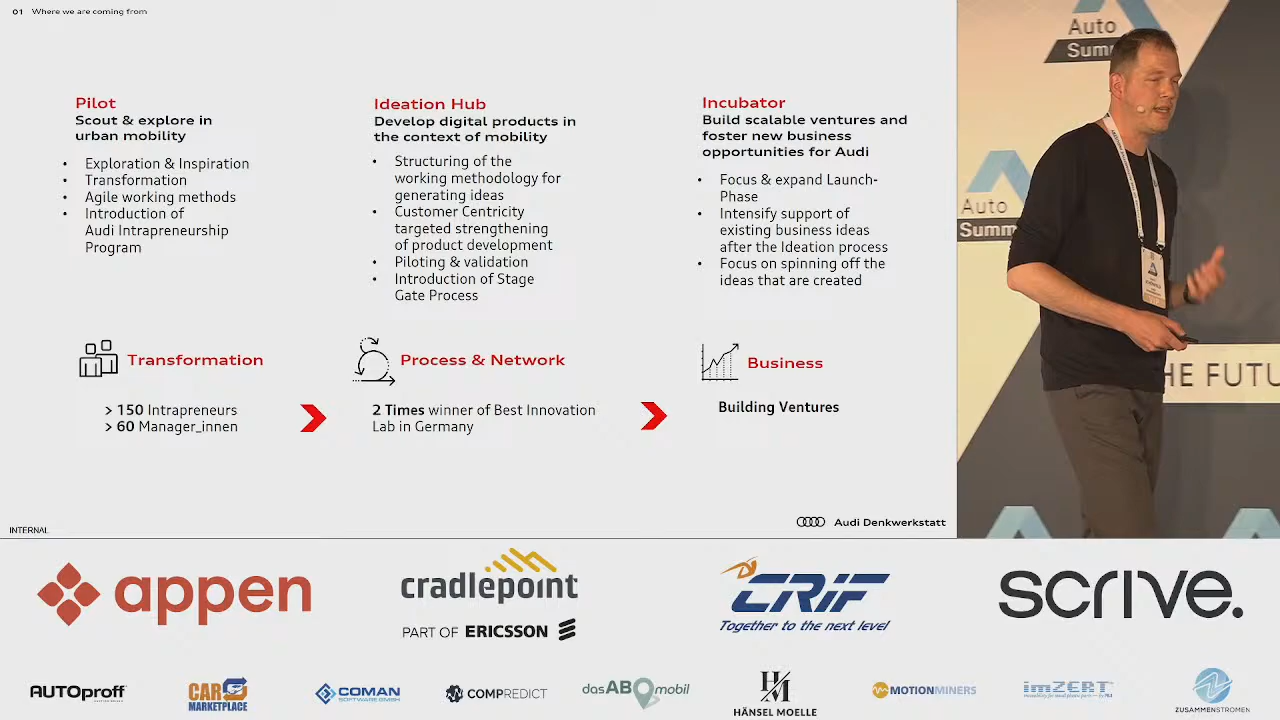 01 Where we are coming from
Pilot
Scout & explore in
urban mobility
• Exploration & Inspiration
• Transformation
• Agile working methods
• Introduction of
Audi Intrapreneurship
Program
Ideation Hub
Develop digital products in
the context of mobility
• Structuring of the
working methodology for
generating ideas
• Customer Centricity
targeted strengthening
of product development
• Piloting & validation
• Introduction of Stage
Gate Process
Incubator
Build scalable ventures and
foster new business
opportunities for Audi
• Focus & expand Launch-
Phase
• Intensify support of
existing business ideas
after the Ideation process
• Focus on spinning off the
ideas that are created
Transformation
> 150 Intrapreneurs
> 60 Manager_innen
Process & Network
2 Times winner of Best Innovation
Lab in Germany
Business
Building Ventures
INTERNAL
Audi Denkwerkstatt
Auto
Summ
Auto
Summ
HE FUTU
appen
cradlepoint
PART OF ERICSSON
CRIF
Together to the next level
scrive.
AUTOproff
CAR
MARKETPLACE
COMAN
SOFTWARE GMBH
COMPREDICT
dasABOmobil
HM
HÄNSEL MOELLE
MOTIONMINERS
imZERT
ZUSAMMENSTROMEN